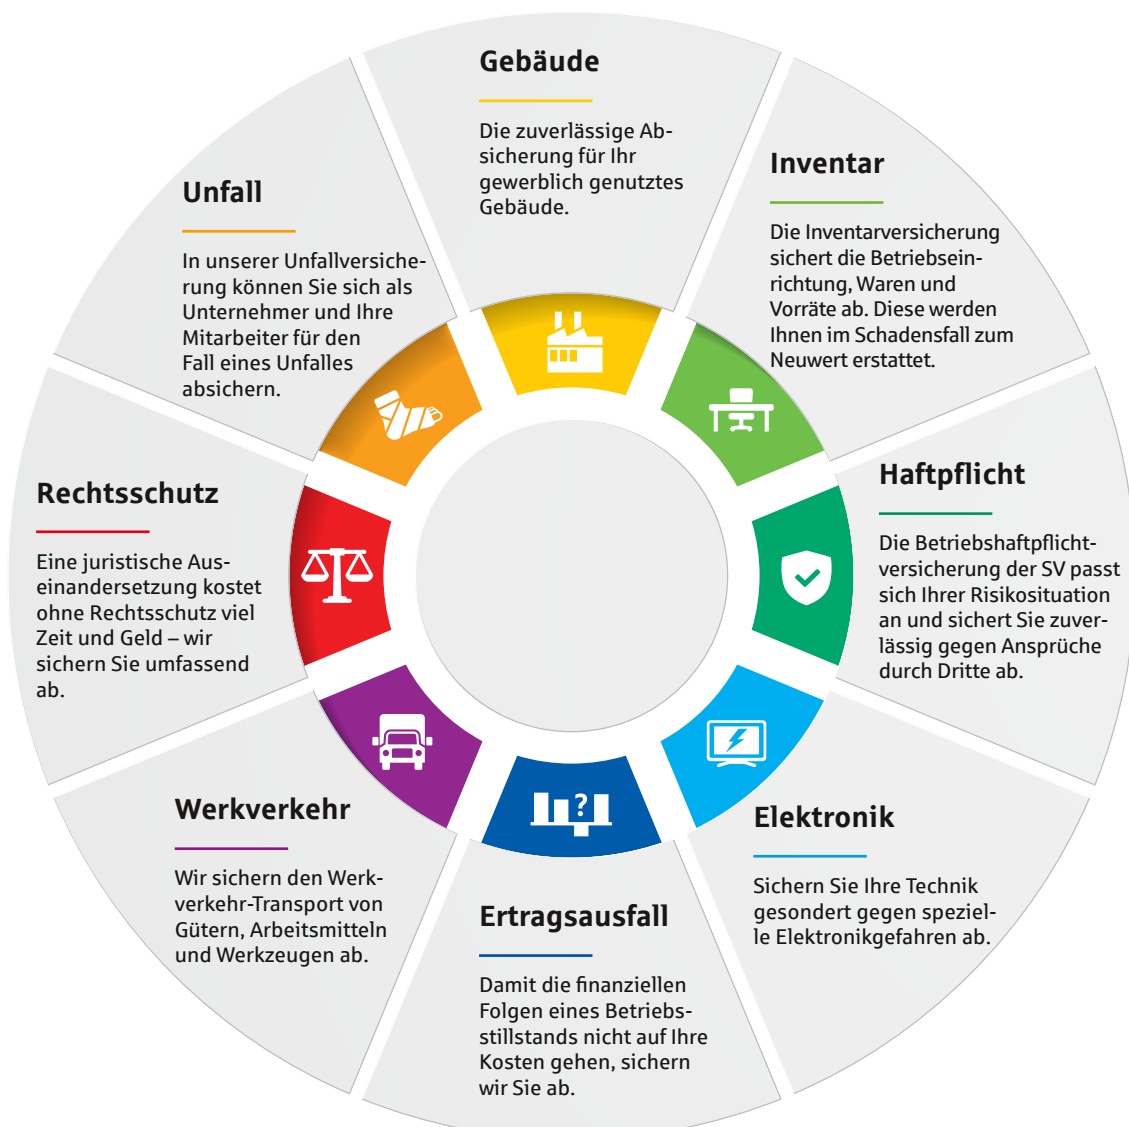 Gebäude
Die zuverlässige Ab-
sicherung für Ihr
gewerblich genutztes
Gebäude.
Inventar
Die Inventarversicherung
sichert die Betriebsein-
richtung, Waren und
Vorräte ab. Diese werden
Ihnen im Schadensfall zum
Neuwert erstattet.
Haftpflicht
Die Betriebshaftpflicht-
versicherung der SV passt
sich Ihrer Risikosituation
an und sichert Sie zuver-
lässig gegen Ansprüche
durch Dritte ab.
Elektronik
Sichern Sie Ihre Technik
gesondert gegen speziel-
le Elektronikgefahren ab.
?
Ertragsausfall
Damit die finanziellen
Folgen eines Betriebs-
stillstands nicht auf Ihre
Kosten gehen, sichern
wir Sie ab.
Werkverkehr
Wir sichern den Werk-
verkehr-Transport von
Gütern, Arbeitsmitteln
und Werkzeugen ab.
Rechtsschutz
Eine juristische Aus-
einandersetzung kostet
ohne Rechtsschutz viel
Zeit und Geld – wir
sichern Sie umfassend
ab.
Unfall
In unserer Unfallversiche-
rung können Sie sich als
Unternehmer und Ihre
Mitarbeiter für den
Fall eines Unfalles
absichern.